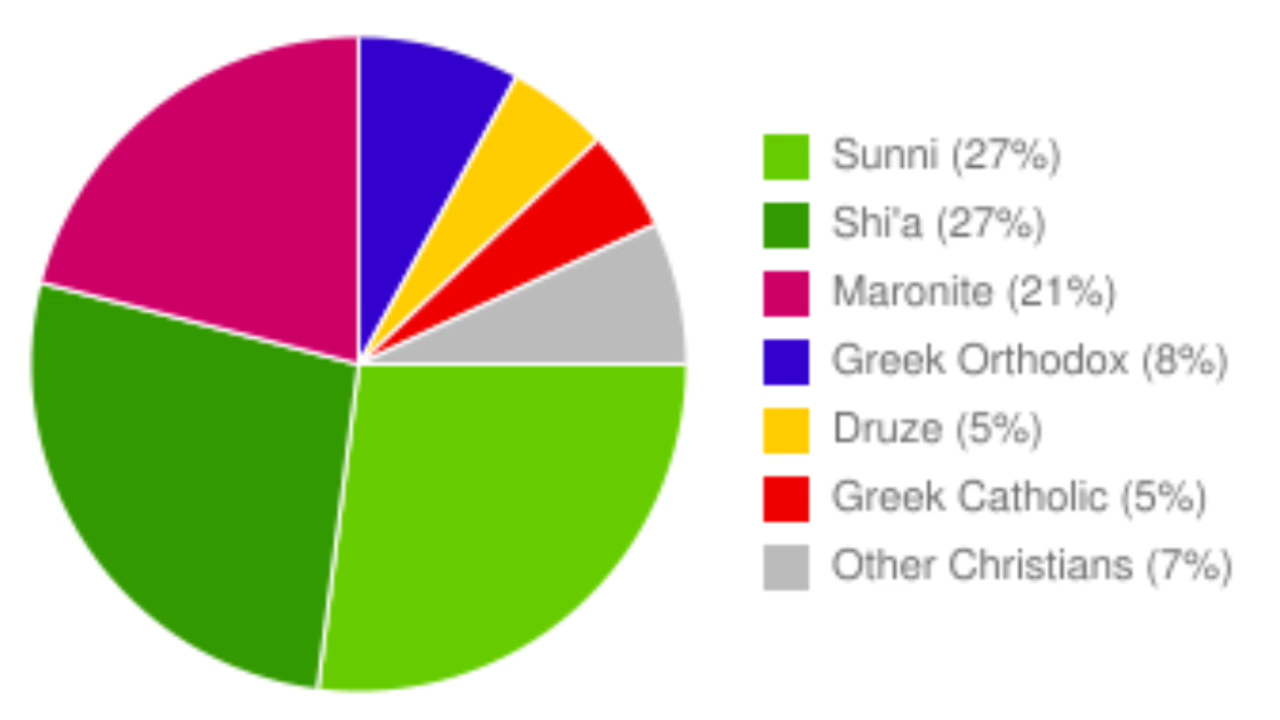 Sunni (27%)
Shi'a (27%)
Maronite (21%)
Greek Orthodox (8%)
Druze (5%)
Greek Catholic (5%)
Other Christians (7%)